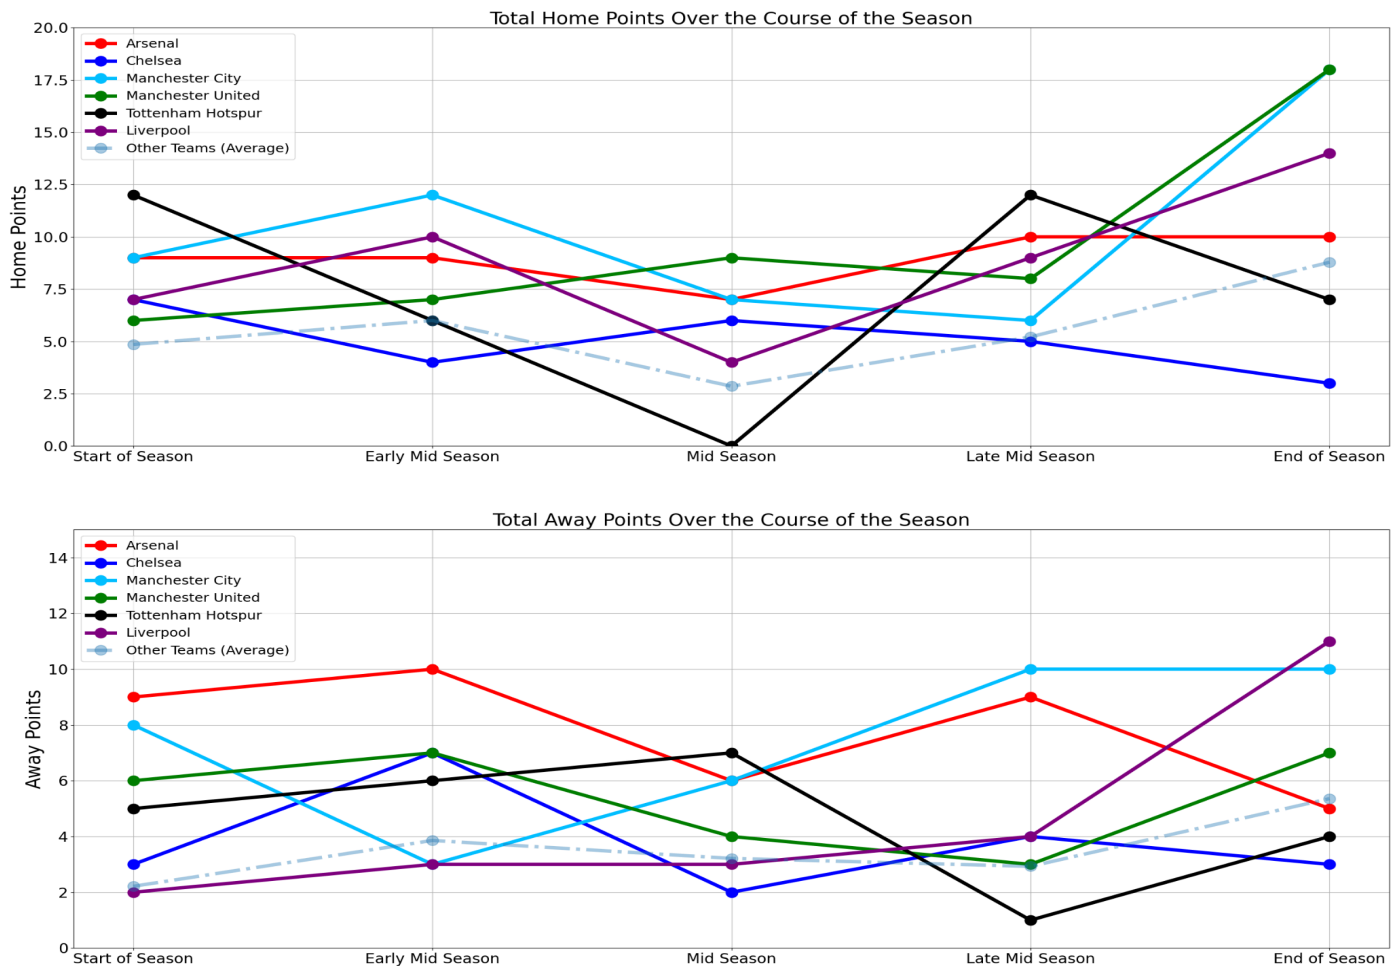 Total Home Points Over the Course of the Season
20.0
17.5
15.0
12.5
10.0
7.5
5.0
2.5
0.0
Home Points
Arsenal
Chelsea
Manchester City
Manchester United
Tottenham Hotspur
Liverpool
Other Teams (Average)
Start of Season Early Mid Season Mid Season Late Mid Season End of Season
Total Away Points Over the Course of the Season
14
12
10
8
6
4
2
0
Away Points
Arsenal
Chelsea
Manchester City
Manchester United
Tottenham Hotspur
Liverpool
Other Teams (Average)
Start of Season Early Mid Season Mid Season Late Mid Season End of Season